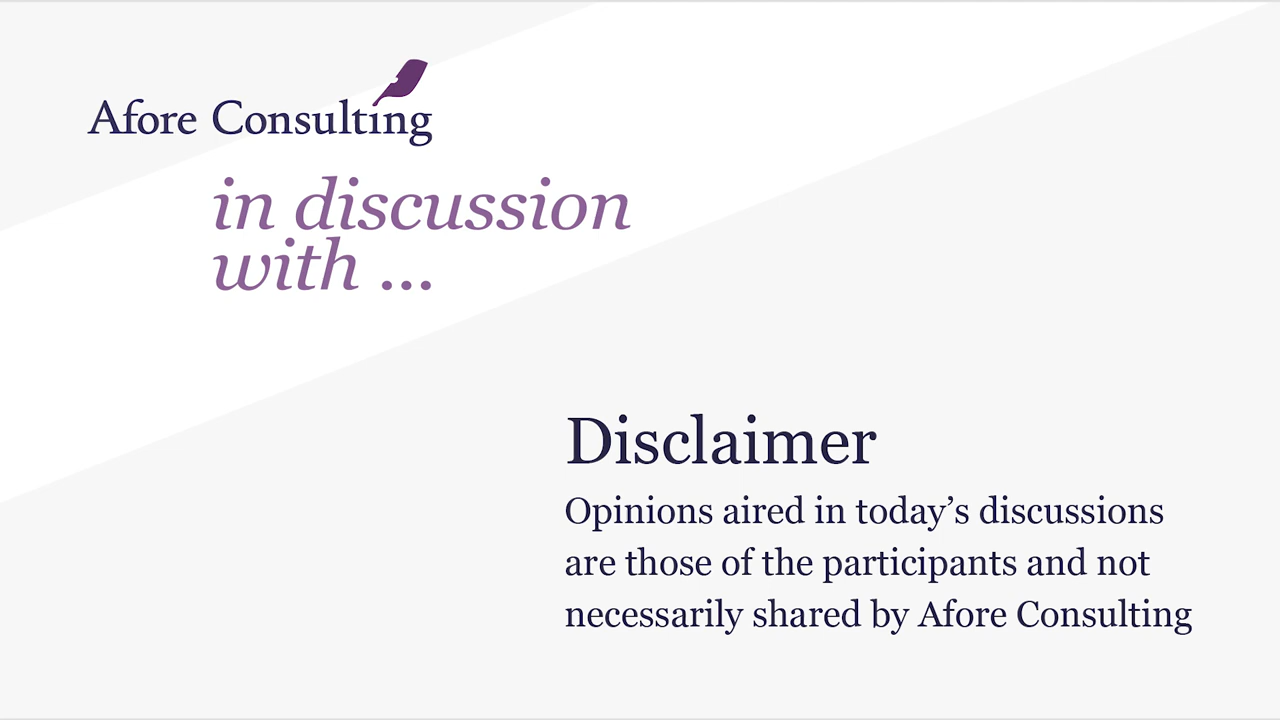 Afore Consulting
in discussion
with ...
Disclaimer
Opinions aired in today’s discussions
are those of the participants and not
necessarily shared by Afore Consulting